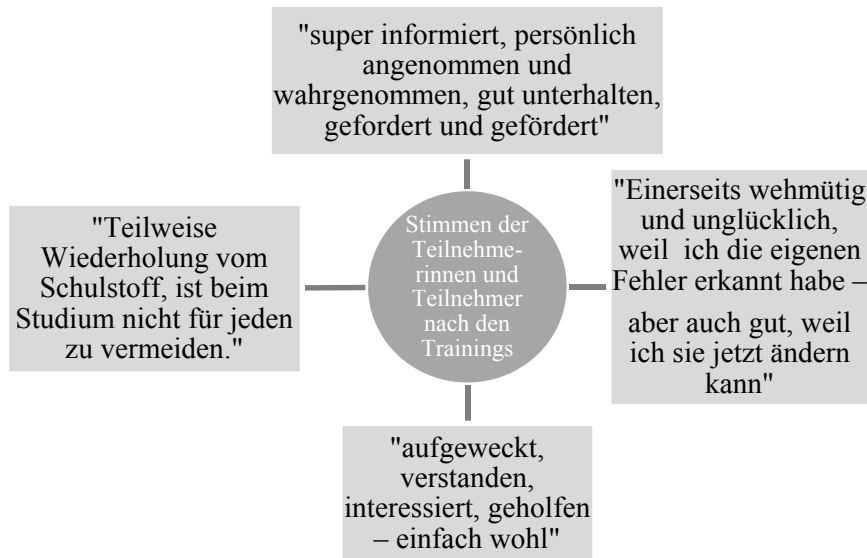 "super informiert, persönlich
angenommen und
wahrgenommen, gut unterhalten,
gefordert und gefördert"
"Teilweise
Wiederholung vom
Schulstoff, ist beim
Studium nicht für jeden
zu vermeiden."
Stimmen der
Teilnehme-
rinnen und
Teilnehmer
nach den
Trainings
"Einerseits wehmütig
und unglücklich,
weil ich die eigenen
Fehler erkannt habe –
aber auch gut, weil
ich sie jetzt ändern
kann"
"aufgeweckt,
verstanden,
interessiert, geholfen
– einfach wohl"